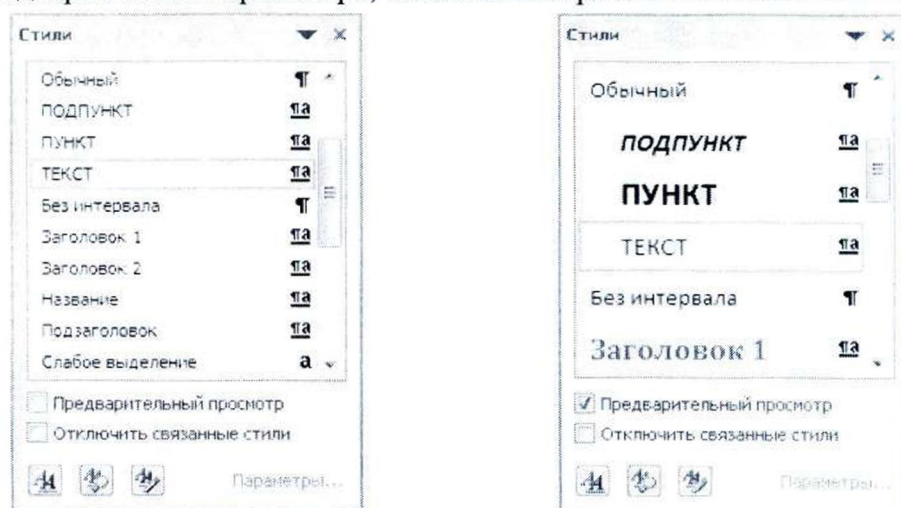 Стили
Обычный
ПОДПУНКТ
ПУНКТ
ТЕКСТ
Без интервала
Заголовок 1
Заголовок 2
Название
Подзаголовок
Слабое выделение
Предварительный просмотр
Отключить связанные стили
Параметры...
Стили
Обычный
ПОДПУНКТ
ПУНКТ
ТЕКСТ
Без интервала
Заголовок 1
Предварительный просмотр
Отключить связанные стили
Параметры...